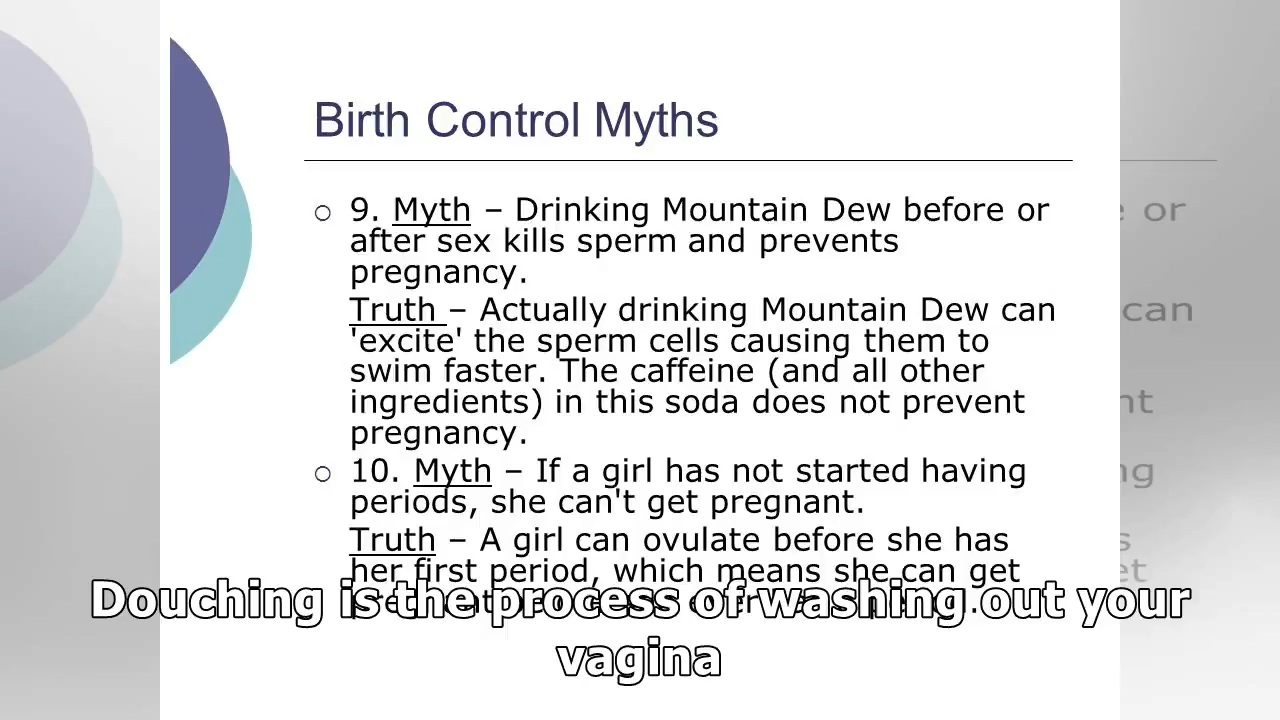 Birth Control Myths
9. Myth – Drinking Mountain Dew before or
after sex kills sperm and prevents
pregnancy.
Truth – Actually drinking Mountain Dew can
'excite' the sperm cells causing them to
swim faster. The caffeine (and all other
ingredients) in this soda does not prevent
pregnancy.
10. Myth – If a girl has not started having
periods, she can't get pregnant.
Truth – A girl can ovulate before she has
her first period, which means she can get
Douching is the process of washing out your
vagina